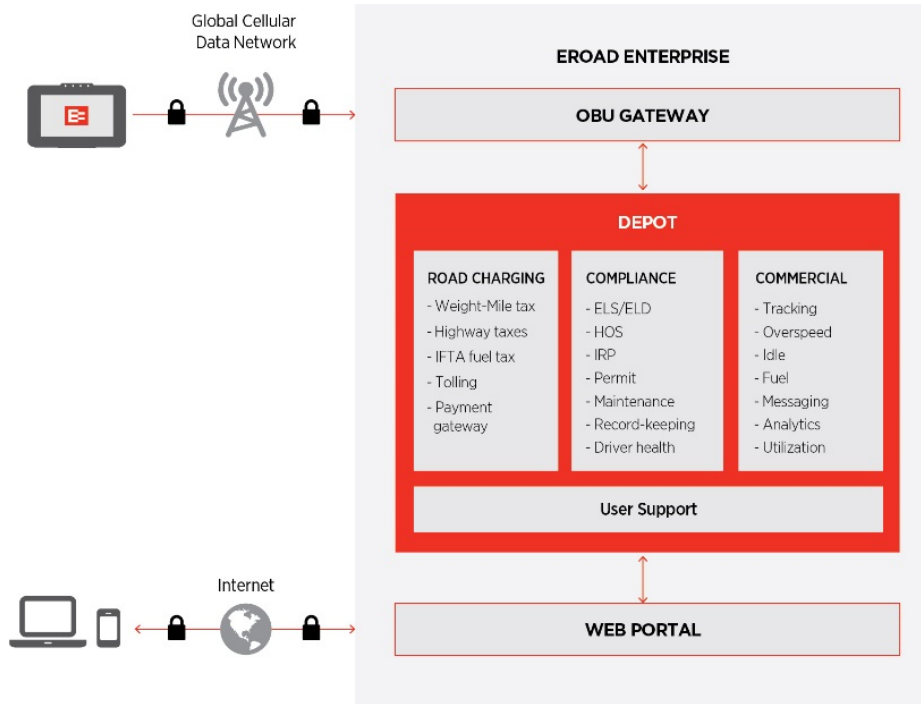 Global Cellular
Data Network
EROAD ENTERPRISE
OBU GATEWAY
DEPOT
ROAD CHARGING
- Weight-Mile tax
- Highway taxes
- IFTA fuel tax
- Tolling
- Payment
gateway
COMPLIANCE
- ELS/ELD
- HOS
- IRP
- Permit
- Maintenance
- Record-keeping
- Driver health
COMMERCIAL
- Tracking
- Overspeed
- Idle
- Fuel
- Messaging
- Analytics
- Utilization
User Support
Internet
WEB PORTAL